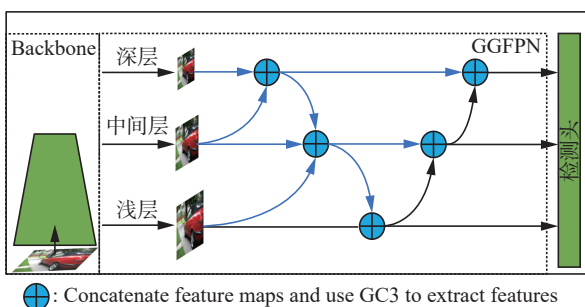 Backbone
深层
GGFPN
中间层
浅层
检测头
: Concatenate feature maps and use GC3 to extract features